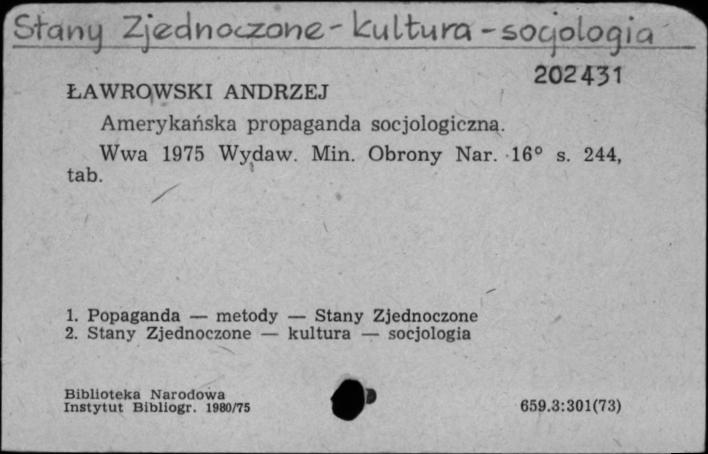 Stany Zjednoczone - kultura - socjologia
202431
ŁAWROWSKI ANDRZEJ
Amerykańska propaganda socjologiczną.
Wwa 1975 Wydaw. Min. Obrony Nar. 16° s. 244,
tab.
1. Popaganda — metody — Stany Zjednoczone
2. Stany Zjednoczone — kultura — socjologia
Biblioteka Narodowa
Instytut Bibliogr. 1980/75
659.3:301(73)